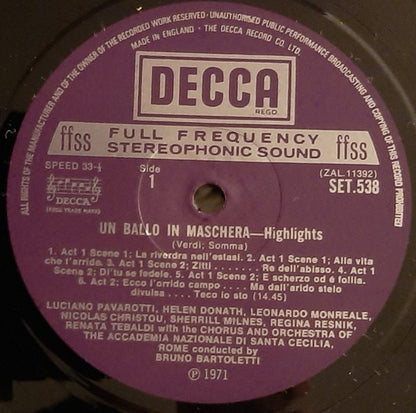 ALL RIGHTS OF THE MANUFACTURER AND OF THE OWNER OF THE RECORDED WORK RESERVED · UNAUTHORISED PUBLIC PERFORMANCE BROADCASTING AND COPYING OF THIS RECORD PROHIBITED
MADE IN ENGLAND · THE DECCA RECORD CO. LTD.
DECCA
REGD
ffss FULL FREQUENCY ffss
STEREOPHONIC SOUND
SPEED 33⅓
Side
1
(ZAL.11392)
SET.538
DECCA
(REG. TRADE MARK)
UN BALLO IN MASCHERA—Highlights
(Verdi; Somma)
1. Act 1 Scene 1; La riverdra nell'estasi. 2. Act 1 Scene 1; Alla vita
che t'arrida. 3. Act 1 Scene 2; Zitti ....... Re dell'abisso. 4. Act 1
Scene 2; Di'tu se fedele. 5. Act 1 Scene 2; E scherzo od è follia.
6. Act 2; Ecco l'orrido campo .... Ma dall'arido stelo
divulsa .... Teco io sto (14.45)
LUCIANO PAVAROTTI, HELEN DONATH, LEONARDO MONREALE,
NICOLAS CHRISTOU, SHERRILL MILNES, REGINA RESNIK,
RENATA TEBALDI with the CHORUS AND ORCHESTRA OF
THE ACCADEMIA NAZIONALE DI SANTA CECILIA,
ROME conducted by
BRUNO BARTOLETTI
℗ 1971